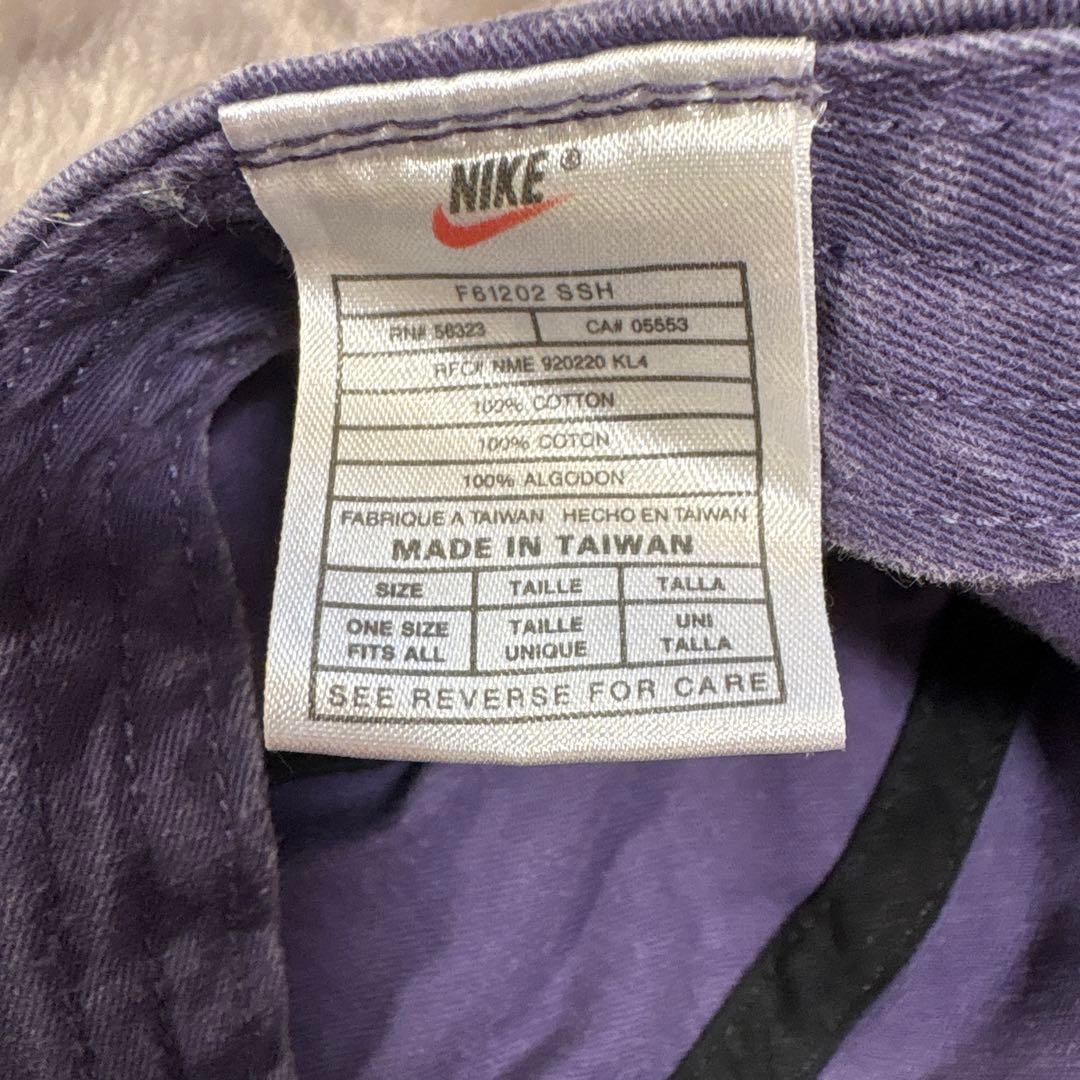 NIKE ®
F61202 SSH
RN# 56323 CA# 05553
RFC# NME 920220 KL4
100% COTTON
100% COTON
100% ALGODON
FABRIQUE A TAIWAN HECHO EN TAIWAN
MADE IN TAIWAN
SIZE TAILLE TALLA
ONE SIZE FITS ALL TAILLE UNIQUE UNI TALLA
SEE REVERSE FOR CARE